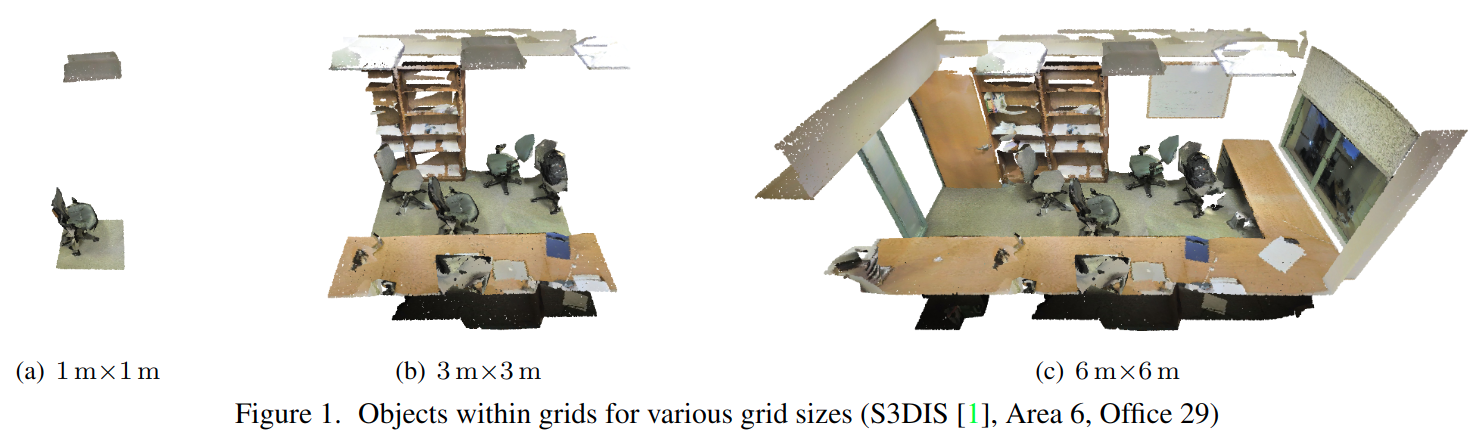 (a) 1 m×1 m
(b) 3 m×3 m
(c) 6 m×6 m
Figure 1. Objects within grids for various grid sizes (S3DIS [1], Area 6, Office 29)